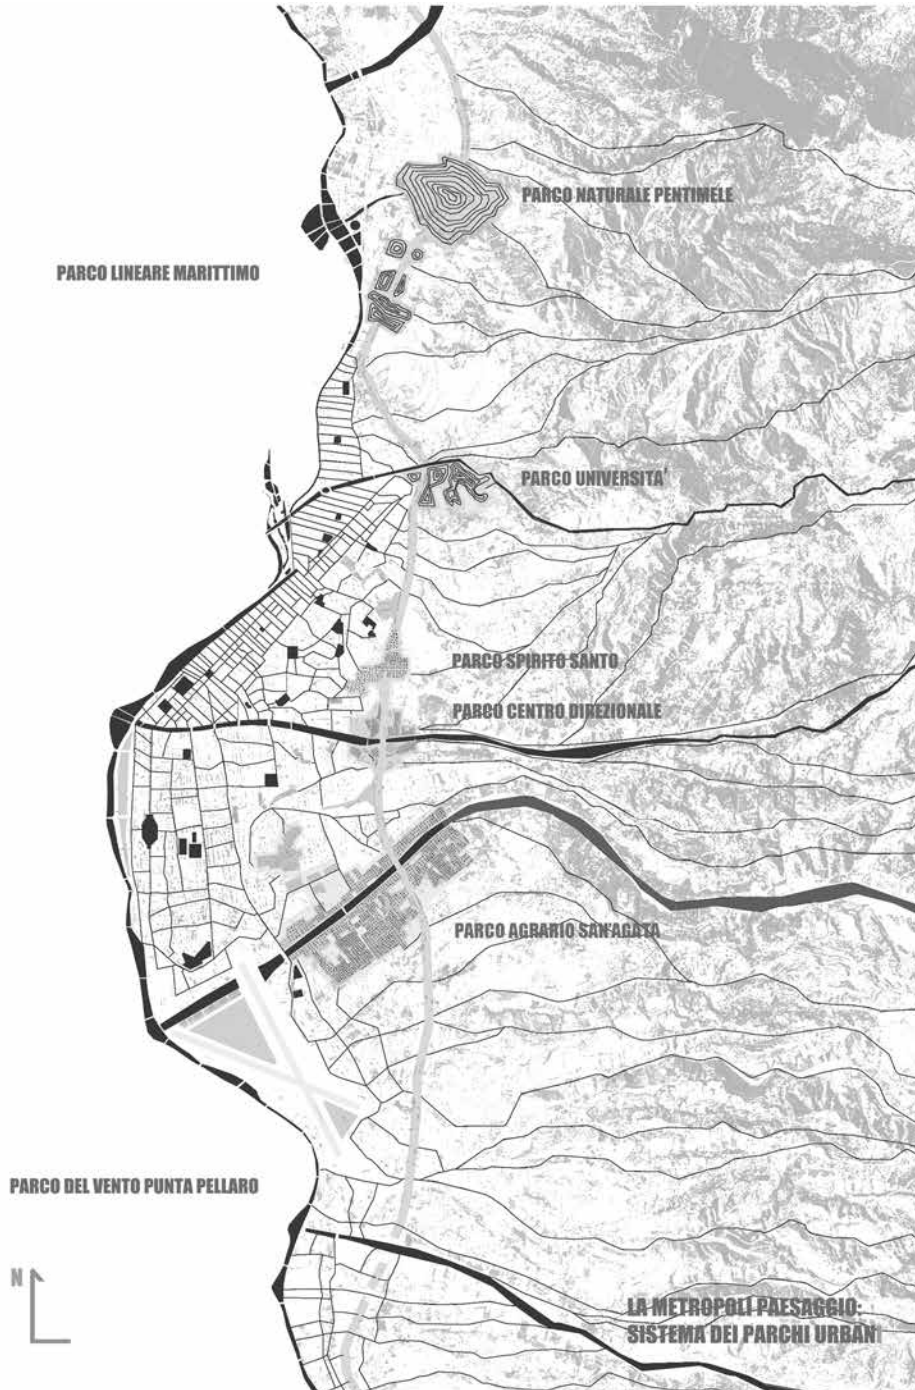 PARCO NATURALE PENTIMELE
PARCO LINEARE MARITTIMO
PARCO UNIVERSITA'
PARCO SPIRITO SANTO
PARCO CENTRO DIREZIONALE
PARCO AGRARIO SAN'AGATA
PARCO DEL VENTO PUNTA PELLARO
N
LA METROPOLI PAESAGGIO:
SISTEMA DEI PARCHI URBANI